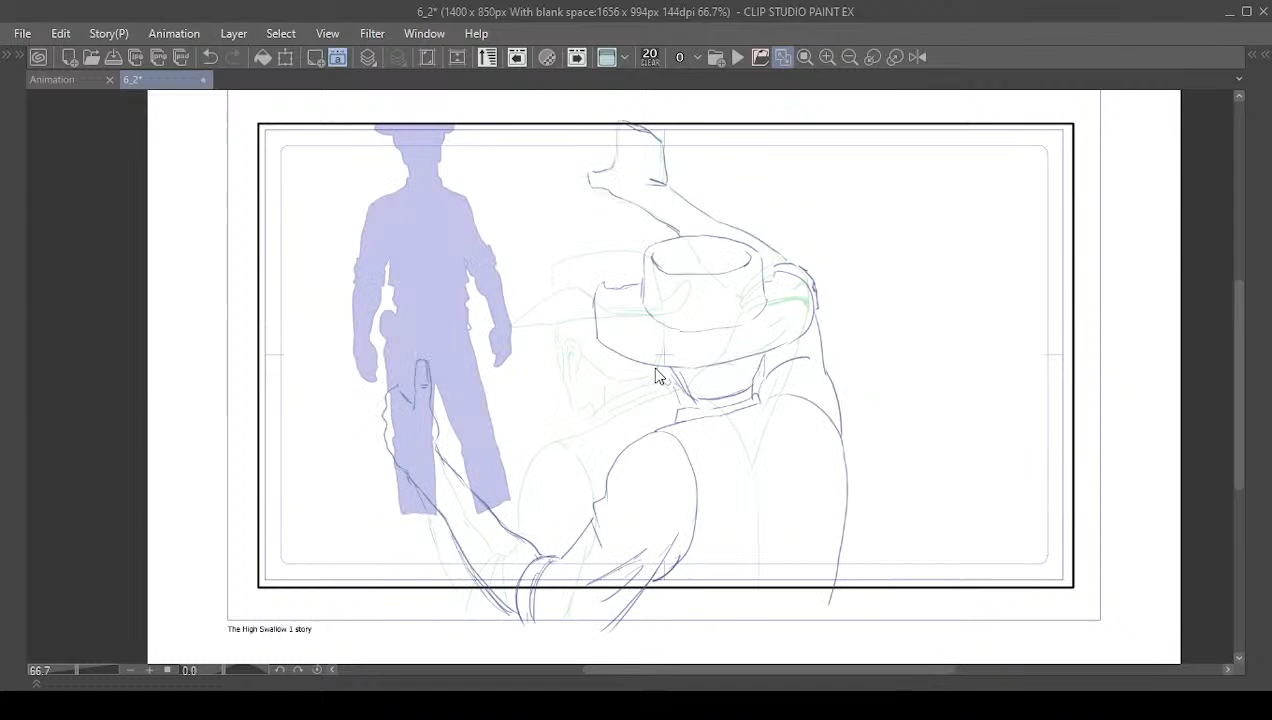 6_2* (1400 x 850px With blank space:1656 x 994px 144dpi 66.7%) - CLIP STUDIO PAINT EX
File Edit Story(P) Animation Layer Select View Filter Window Help
20 CLEAR 0
Animation 6_2*
The High Swallow 1 story
66.7 0.0